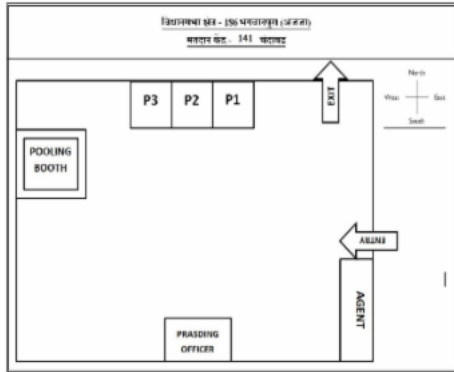 विधानसभा क्षेत्र - 186 भगवानपुरा (अजजा)
मतदान केंद्र - 141 चंदावड़
P3 P2 P1
EXIT
North
West East
South
POOLING
BOOTH
ENTRY
AGENT
PRASDING
OFFICER